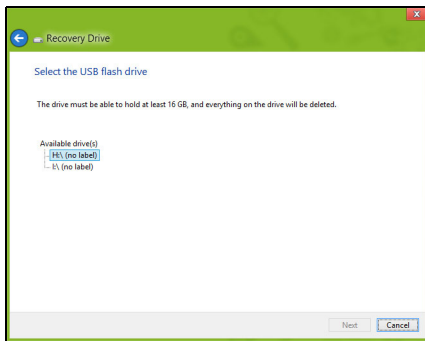 Recovery Drive
Select the USB flash drive
The drive must be able to hold at least 16 GB, and everything on the drive will be deleted.
Available drive(s)
H:\ (no label)
I:\ (no label)
Next
Cancel